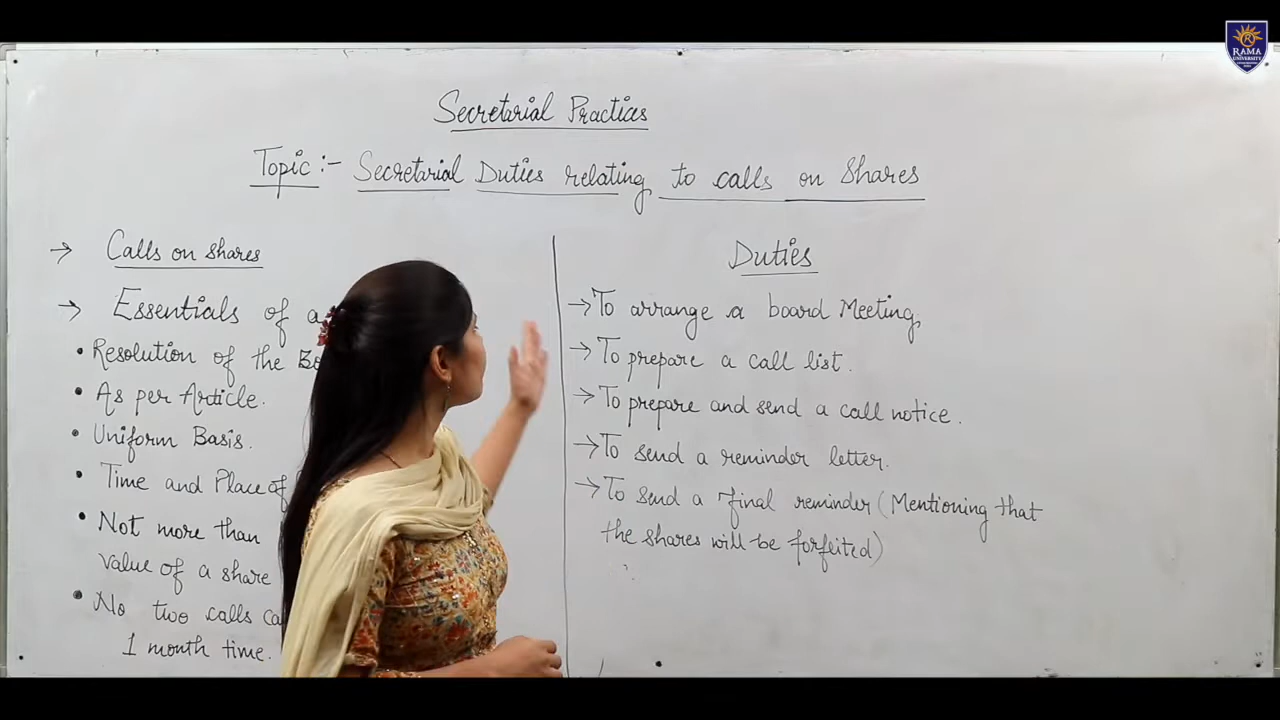 RAMA
UNIVERSITY
Secretarial Practices
Topic :- Secretarial Duties relating to calls on Shares
→ Calls on shares
→ Essentials of a
• Resolution of the
• As per Article.
• Uniform Basis.
• Time and Place of
• Not more than
value of a share
• No two calls
1 month time.
Duties
→ To arrange a board Meeting.
→ To prepare a call list.
→ To prepare and send a call notice.
→ To send a reminder letter.
→ To send a final reminder (Mentioning that
the shares will be forfeited)